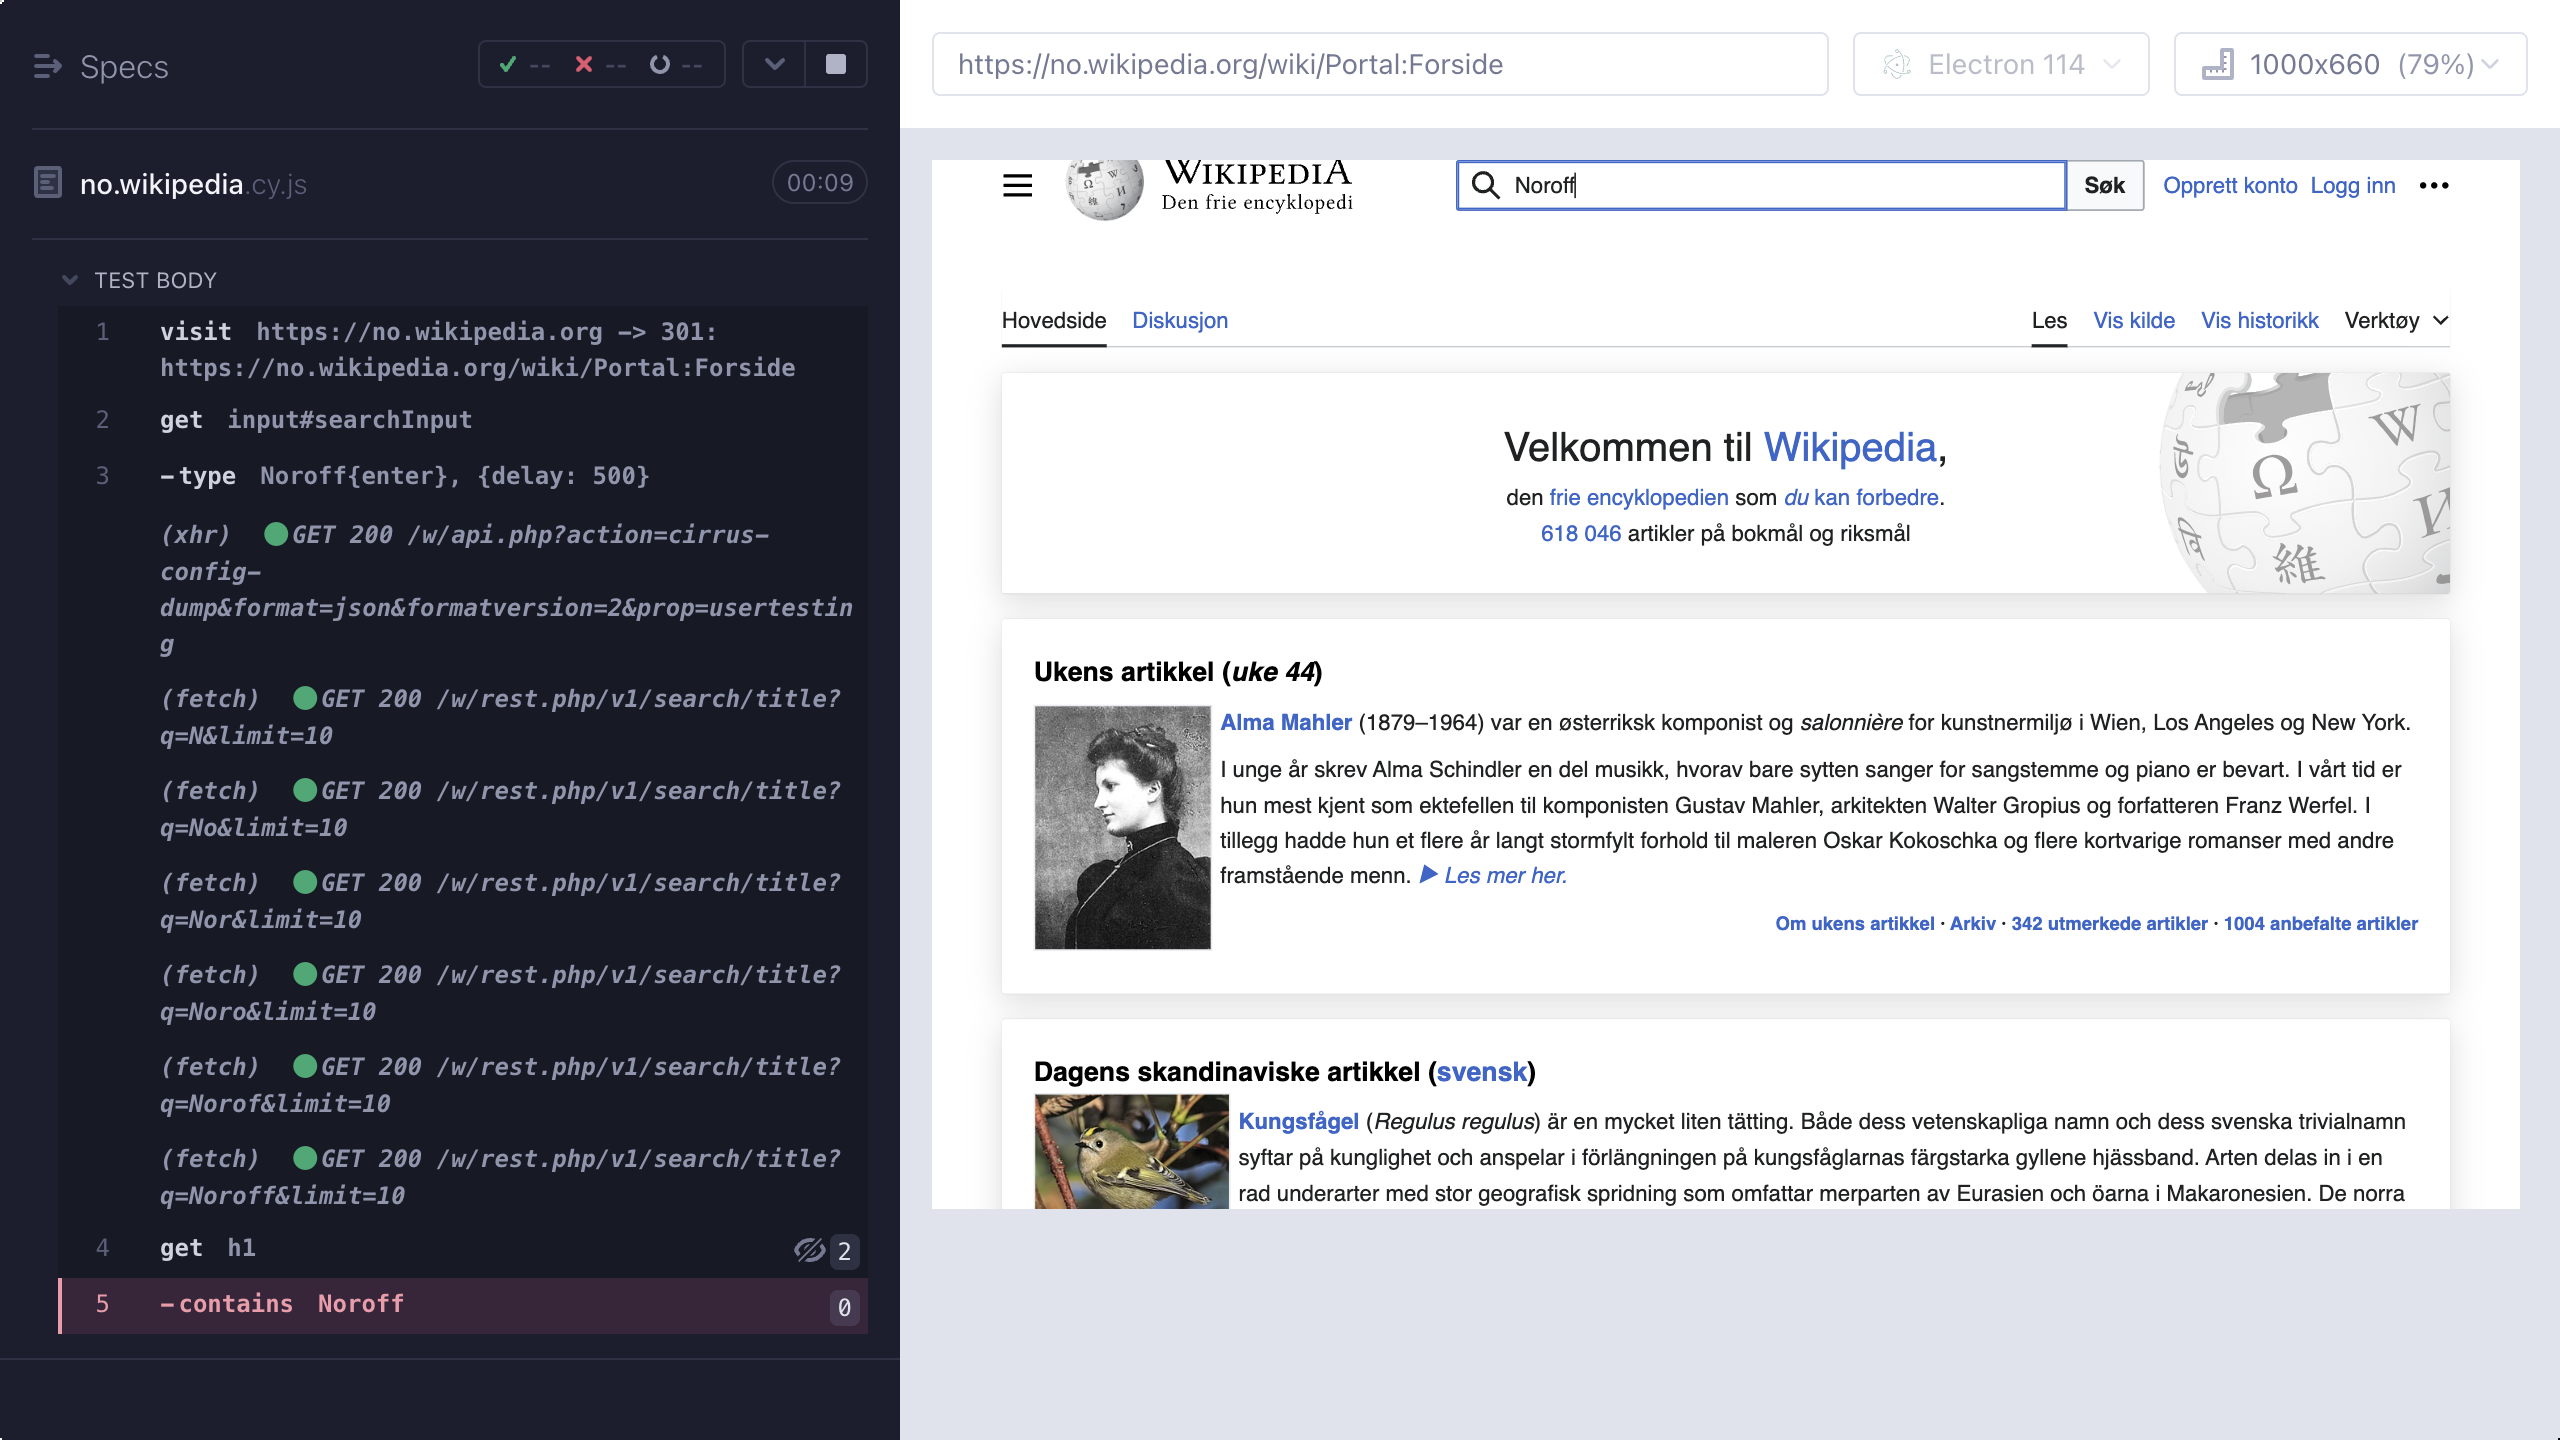 Specs
--
--
--
no.wikipedia.cy.js
00:09
TEST BODY
1 visit https://no.wikipedia.org -> 301:
https://no.wikipedia.org/wiki/Portal:Forside
2 get input#searchInput
3 -type Noroff{enter}, {delay: 500}
(xhr) GET 200 /w/api.php?action=cirrus-
config-
dump&format=json&formatversion=2&prop=usertestin
g
(fetch) GET 200 /w/rest.php/v1/search/title?
q=N&limit=10
(fetch) GET 200 /w/rest.php/v1/search/title?
q=No&limit=10
(fetch) GET 200 /w/rest.php/v1/search/title?
q=Nor&limit=10
(fetch) GET 200 /w/rest.php/v1/search/title?
q=Noro&limit=10
(fetch) GET 200 /w/rest.php/v1/search/title?
q=Norof&limit=10
(fetch) GET 200 /w/rest.php/v1/search/title?
q=Noroff&limit=10
4 get h1 2
5 -contains Noroff 0
https://no.wikipedia.org/wiki/Portal:Forside
Electron 114
1000x660 (79%)
WIKIPEDIA
Den frie encyklopedi
Noroff
Søk
Opprett konto Logg inn
Hovedside Diskusjon
Les Vis kilde Vis historikk Verktøy
Velkommen til Wikipedia,
den frie encyklopedien som du kan forbedre.
618 046 artikler på bokmål og riksmål
Ω W И 維
Ukens artikkel (uke 44)
Alma Mahler (1879–1964) var en østerriksk komponist og salonnière for kunstnermiljø i Wien, Los Angeles og New York.
I unge år skrev Alma Schindler en del musikk, hvorav bare sytten sanger for sangstemme og piano er bevart. I vårt tid er
hun mest kjent som ektefellen til komponisten Gustav Mahler, arkitekten Walter Gropius og forfatteren Franz Werfel. I
tillegg hadde hun et flere år langt stormfylt forhold til maleren Oskar Kokoschka og flere kortvarige romanser med andre
framstående menn. ▶ Les mer her.
Om ukens artikkel · Arkiv · 342 utmerkede artikler · 1004 anbefalte artikler
Dagens skandinaviske artikkel (svensk)
Kungsfågel (Regulus regulus) är en mycket liten tätting. Både dess vetenskapliga namn och dess svenska trivialnamn
syftar på kunglighet och anspelar i förlängningen på kungsfåglarnas färgstarka gyllene hjässband. Arten delas in i en
rad underarter med stor geografisk spridning som omfattar merparten av Eurasien och öarna i Makaronesien. De norra